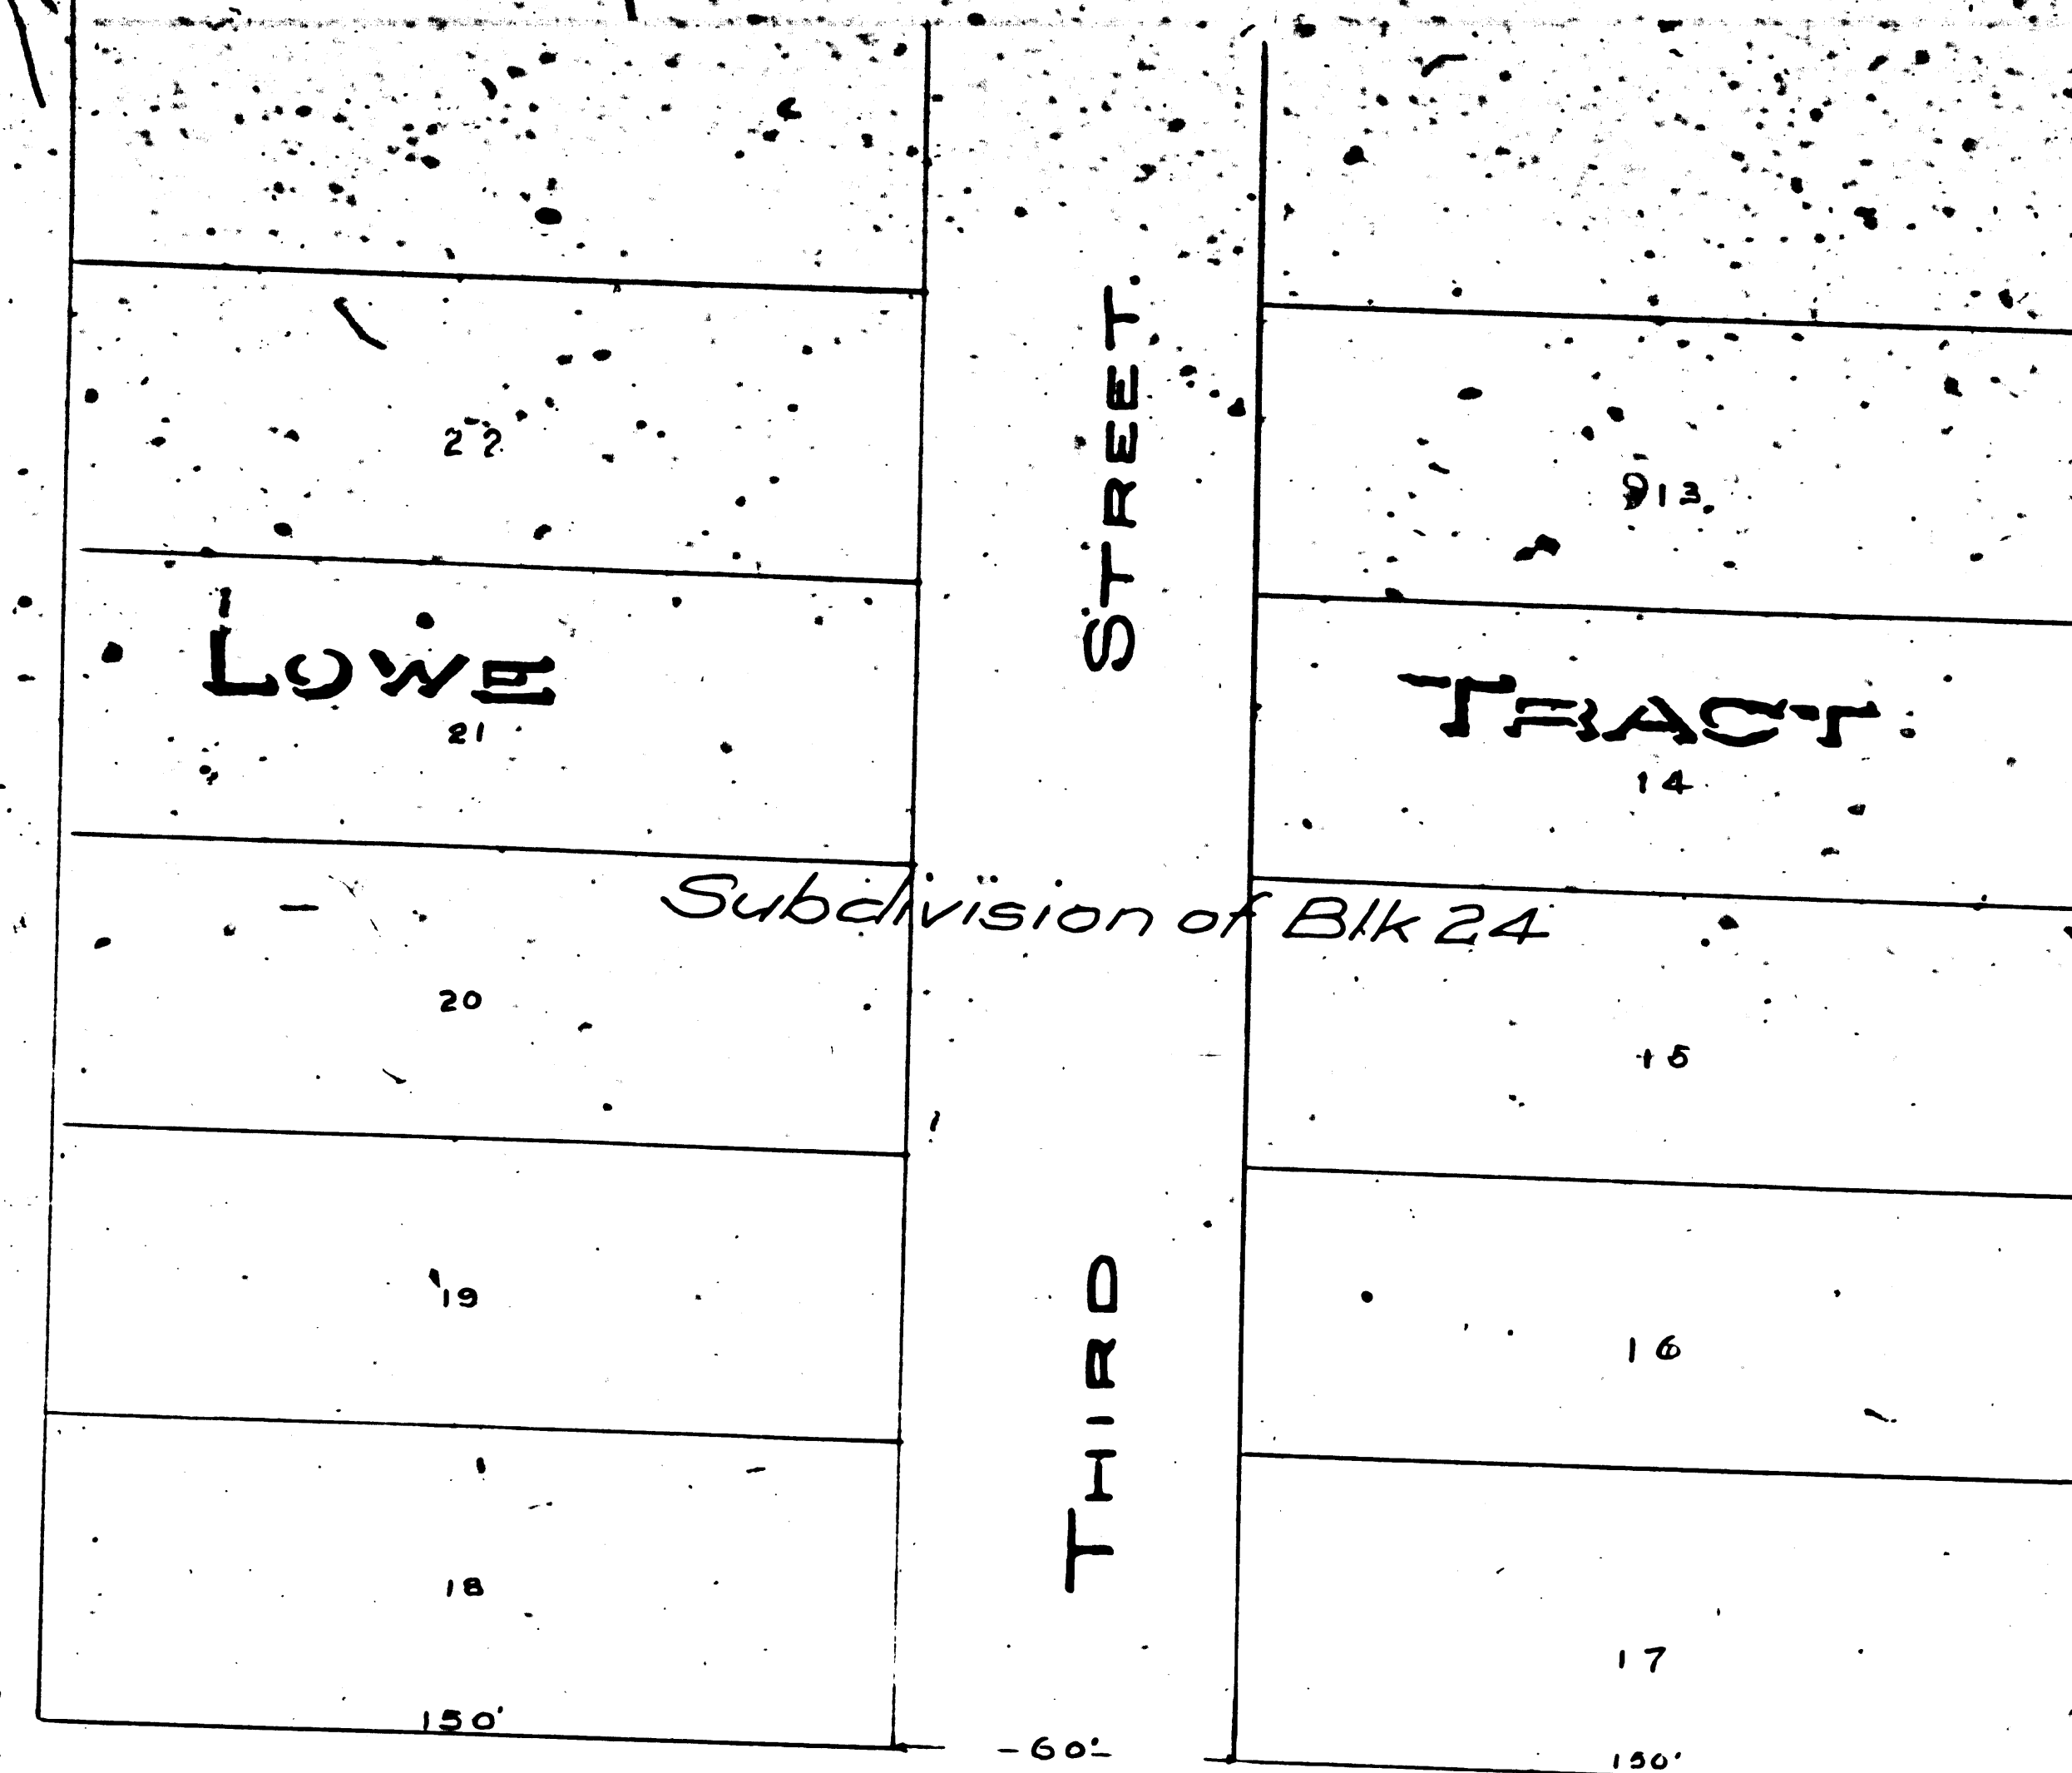 22
STREET.
13
LOWE
21
TRACT.
14
Subdivision of Blk 24
20
15
19
THIRD
16
18
17
150'
-60'-
150'